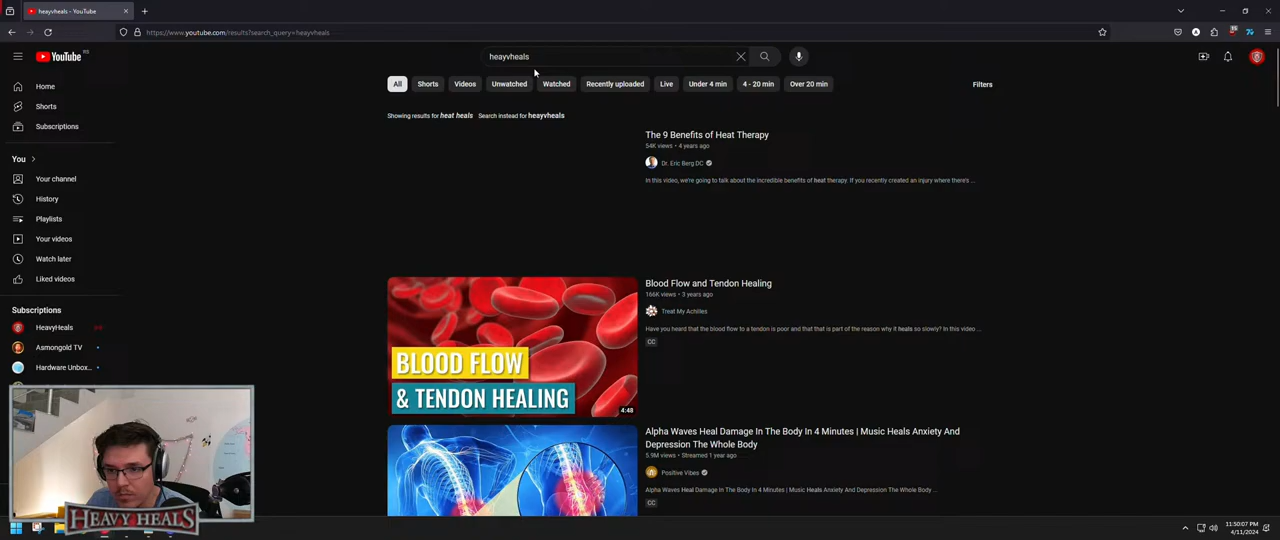 heayvheals - YouTube
https://www.youtube.com/results?search_query=heayvheals
YouTube RS
heayvheals
All Shorts Videos Unwatched Watched Recently uploaded Live Under 4 min 4 - 20 min Over 20 min Filters
Home
Shorts
Subscriptions
You
Your channel
History
Playlists
Your videos
Watch later
Liked videos
Subscriptions
HeavyHeals
Asmongold TV
Hardware Unbox...
Showing results for heat heals Search instead for heayvheals
The 9 Benefits of Heat Therapy
54K views • 4 years ago
Dr. Eric Berg DC
In this video, we're going to talk about the incredible benefits of heat therapy. If you recently created an injury where there's ...
BLOOD FLOW
& TENDON HEALING
4:48
Blood Flow and Tendon Healing
166K views • 3 years ago
Treat My Achilles
Have you heard that the blood flow to a tendon is poor and that that is part of the reason why it heals so slowly? In this video ...
CC
Alpha Waves Heal Damage In The Body In 4 Minutes | Music Heals Anxiety And
Depression The Whole Body
5.9M views • Streamed 1 year ago
Positive Vibes
Alpha Waves Heal Damage In The Body In 4 Minutes | Music Heals Anxiety And Depression The Whole Body ...
CC
HEAVY HEALS
11:50:07 PM
4/11/2024